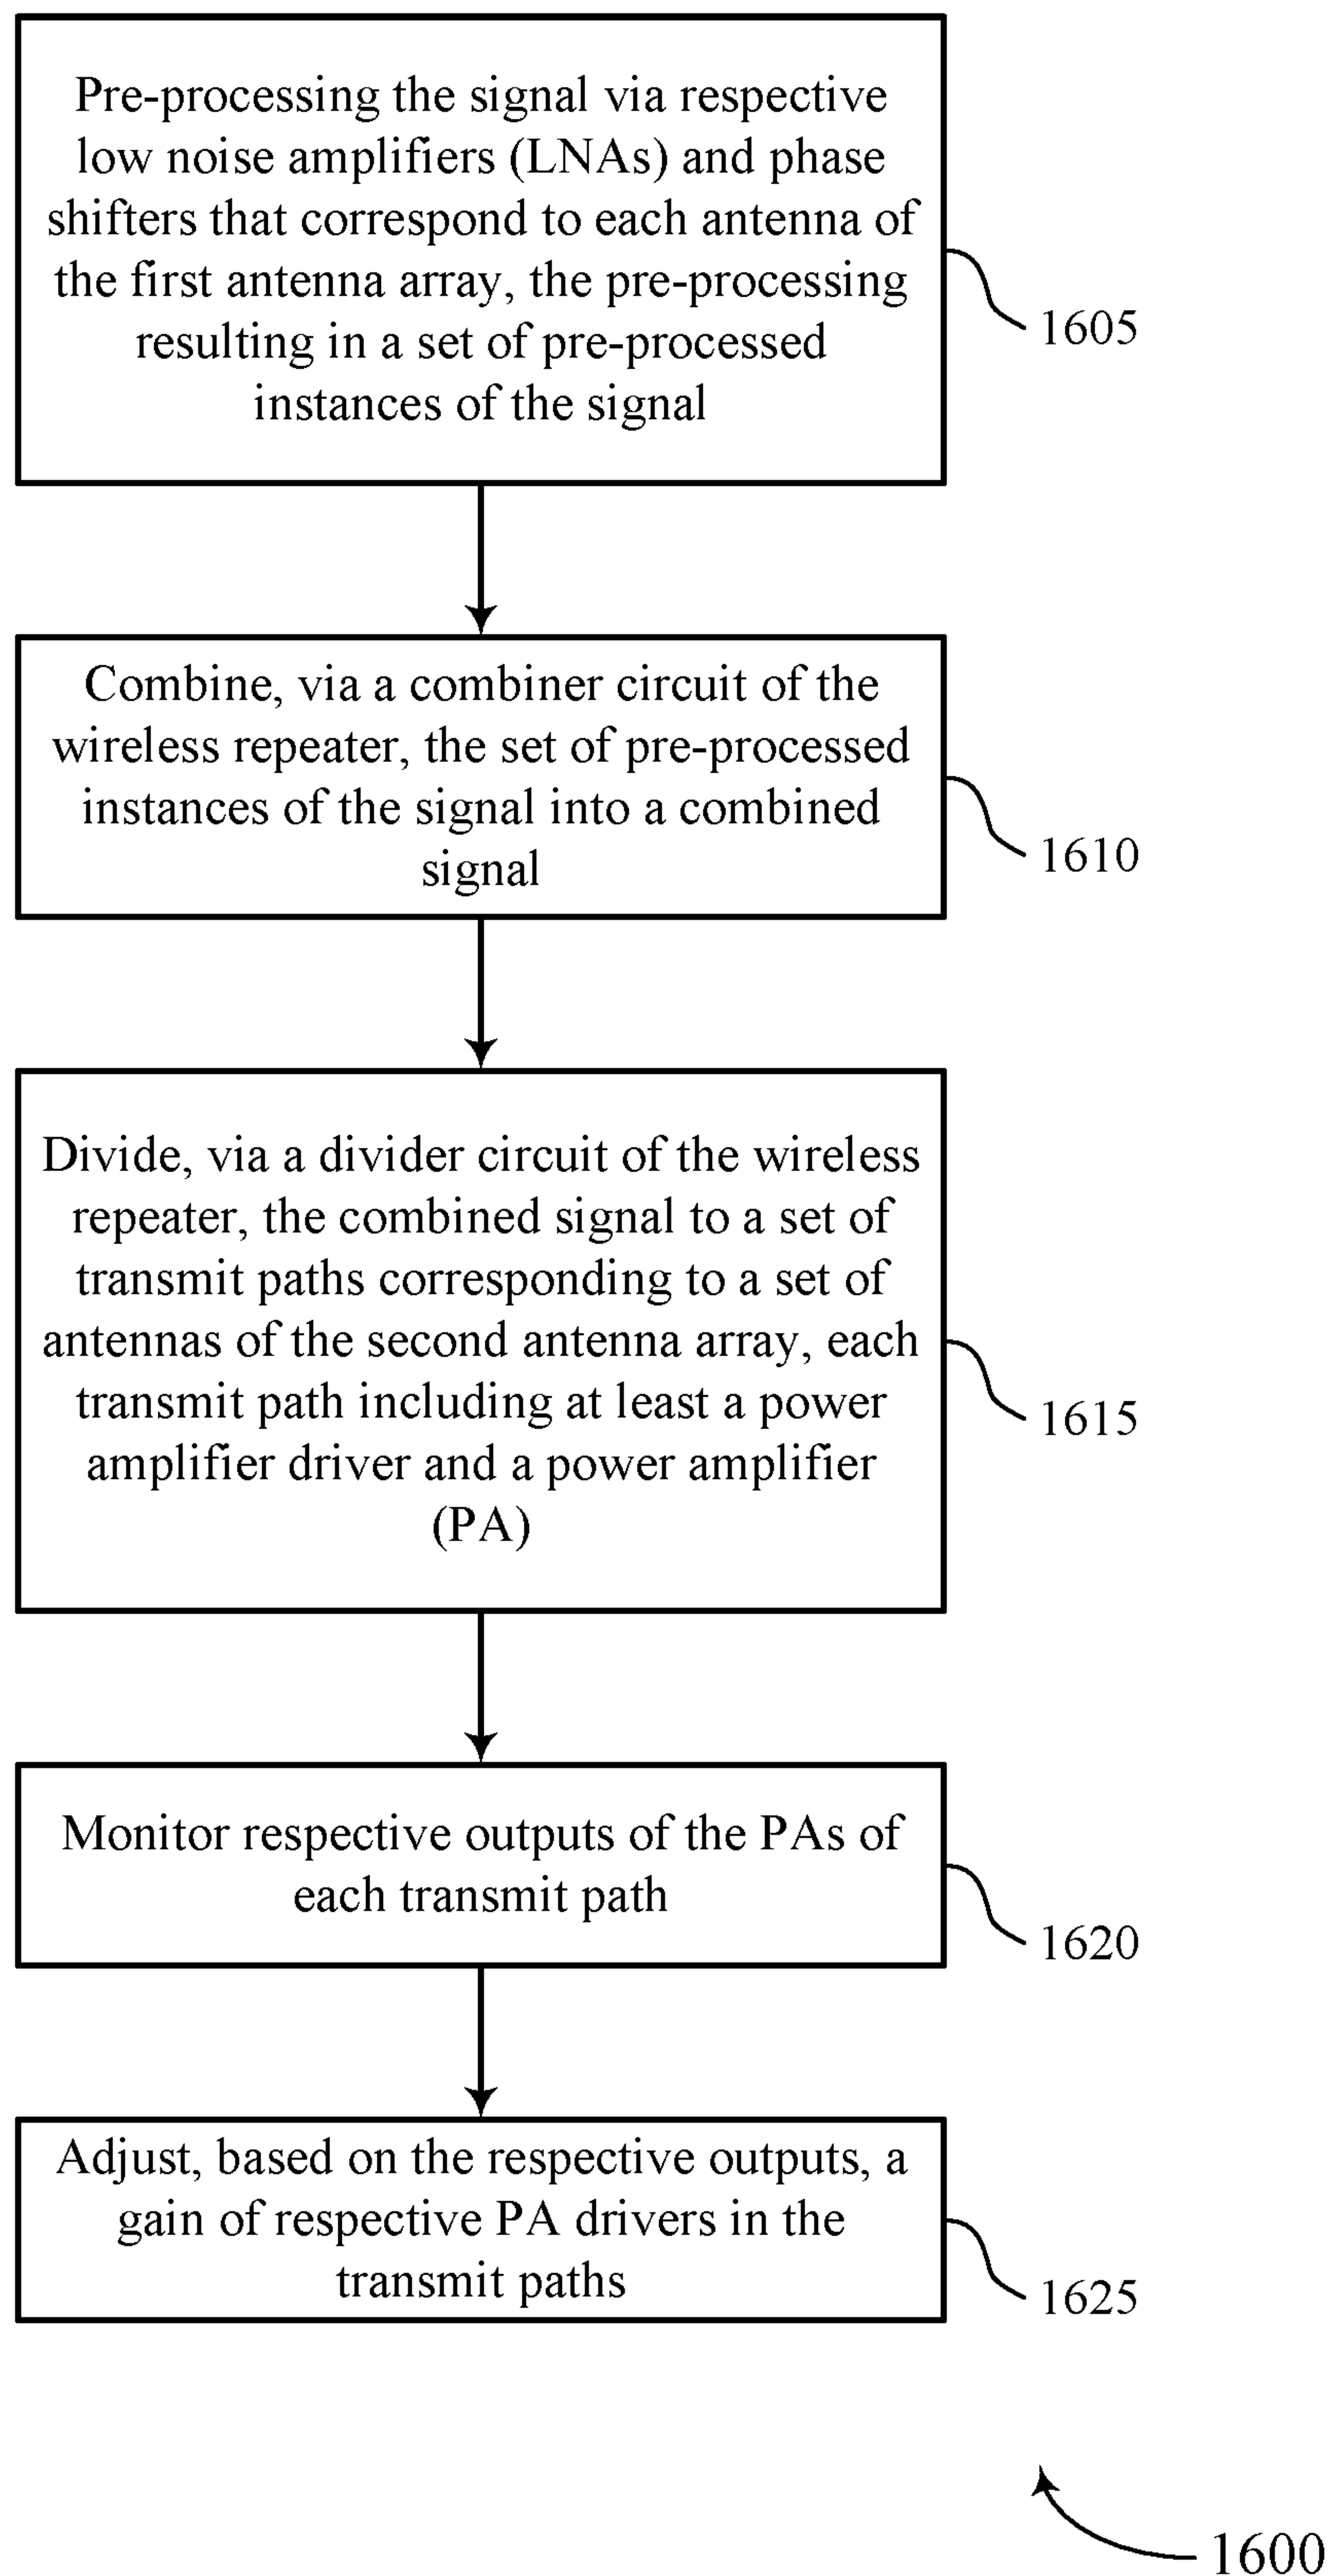 Pre-processing the signal via respective
low noise amplifiers (LNAs) and phase
shifters that correspond to each antenna of
the first antenna array, the pre-processing
resulting in a set of pre-processed
instances of the signal
1605
Combine, via a combiner circuit of the
wireless repeater, the set of pre-processed
instances of the signal into a combined
signal
1610
Divide, via a divider circuit of the wireless
repeater, the combined signal to a set of
transmit paths corresponding to a set of
antennas of the second antenna array, each
transmit path including at least a power
amplifier driver and a power amplifier
(PA)
1615
Monitor respective outputs of the PAs of
each transmit path
1620
Adjust, based on the respective outputs, a
gain of respective PA drivers in the
transmit paths
1625
1600